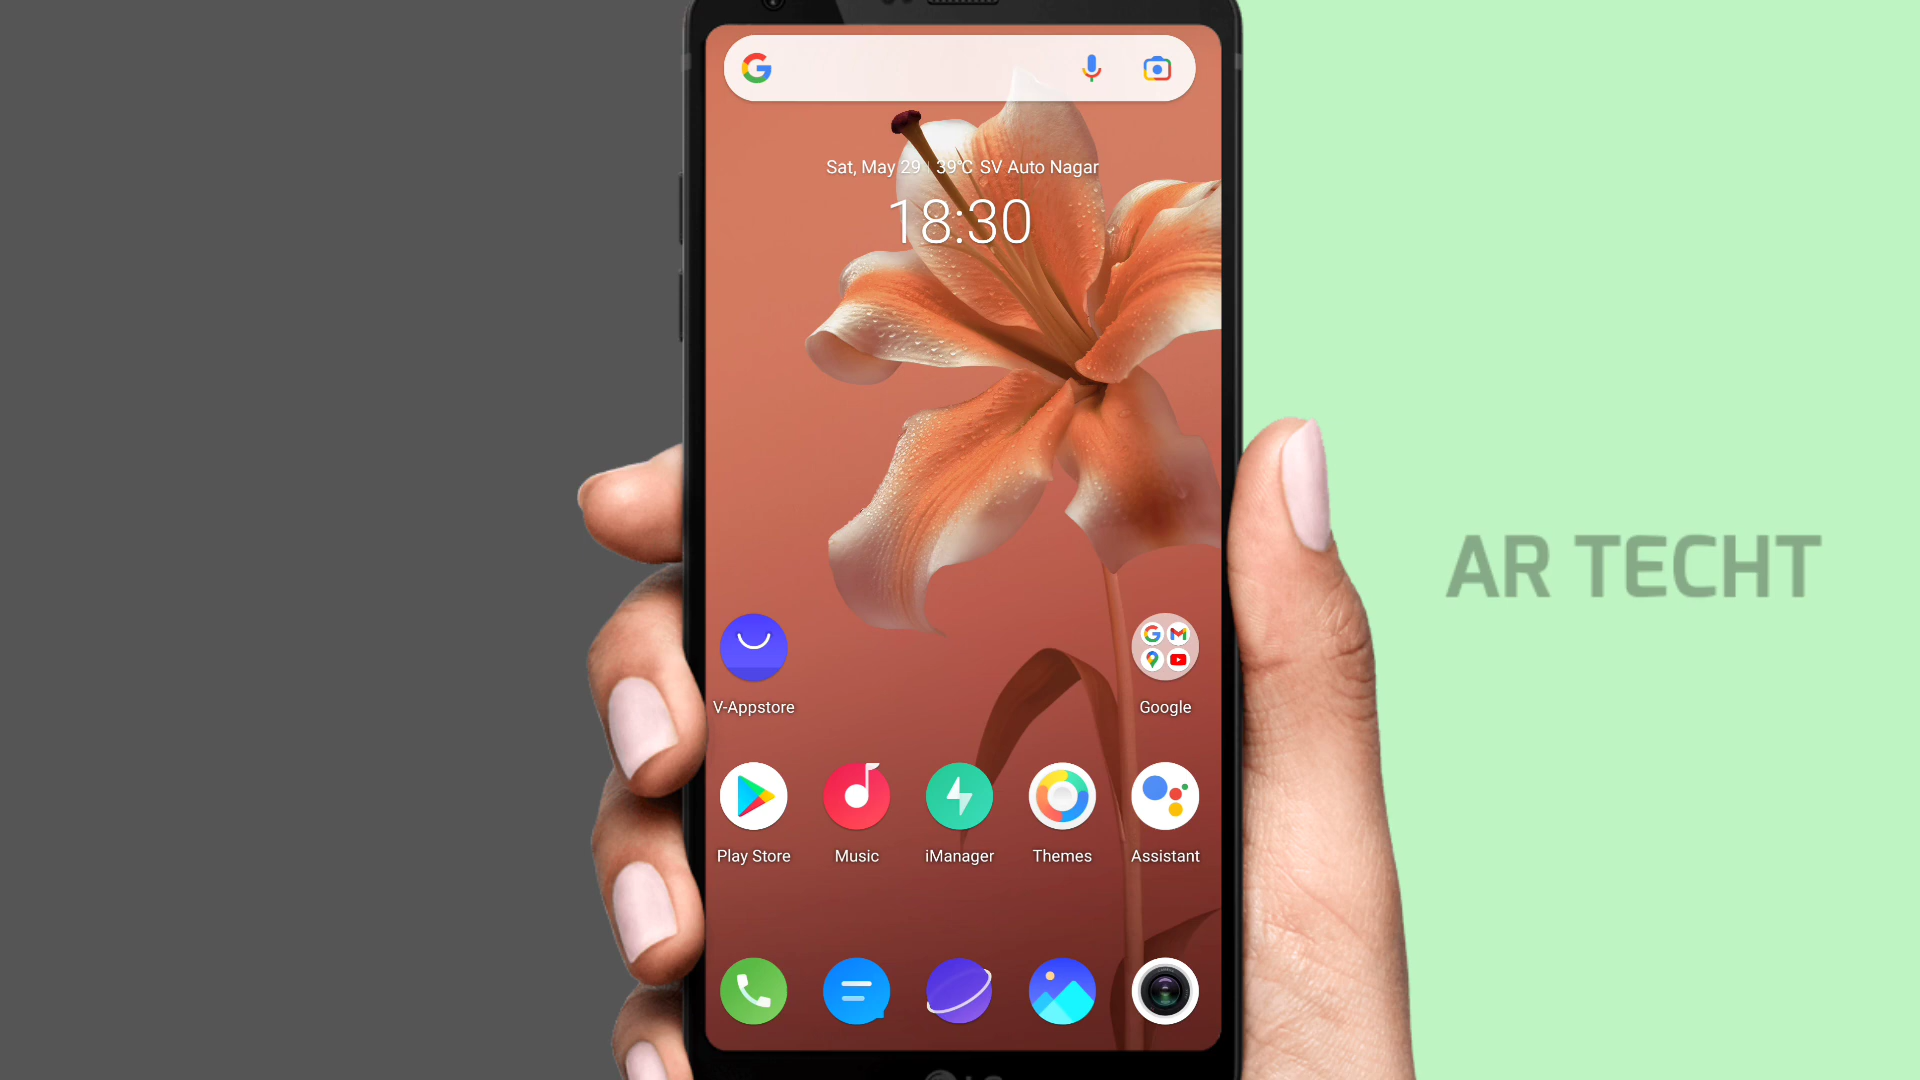 Sat, May 29 | 39°C SV Auto Nagar
18:30
AR TECHT
V-Appstore
Google
Play Store
Music
iManager
Themes
Assistant